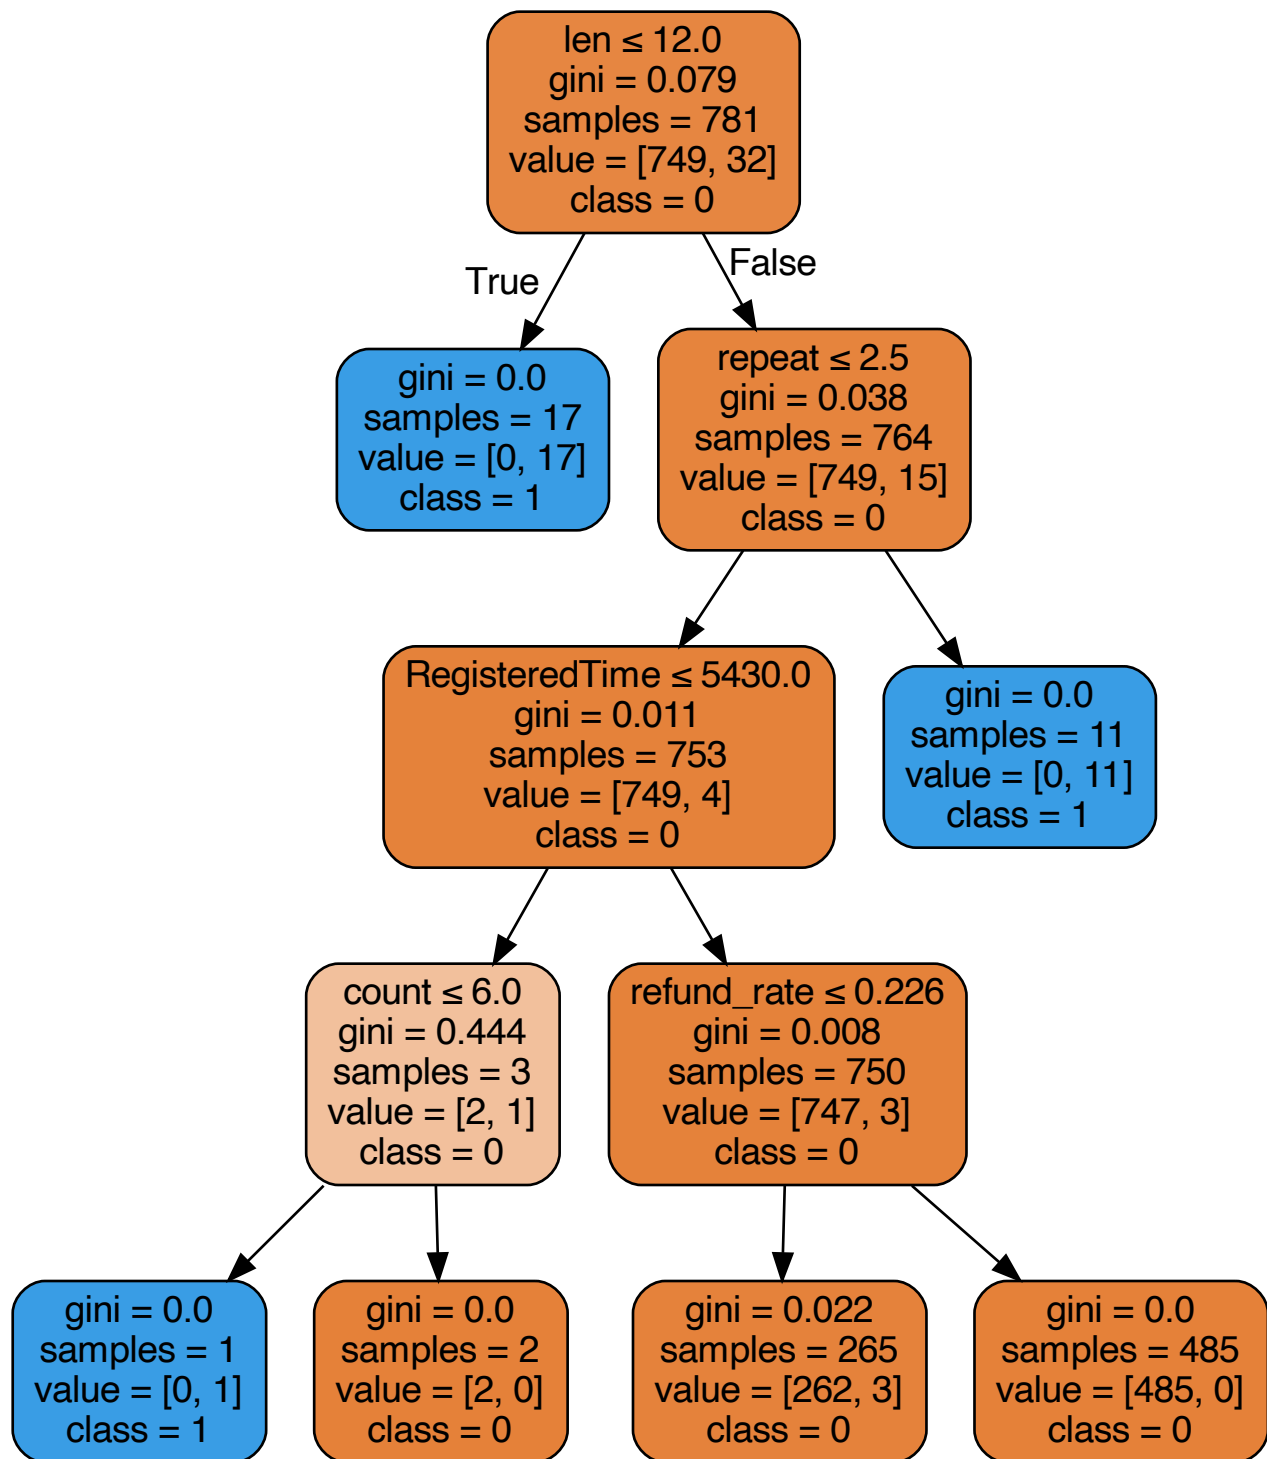 len ≤ 12.0
gini = 0.079
samples = 781
value = [749, 32]
class = 0
True
False
gini = 0.0
samples = 17
value = [0, 17]
class = 1
repeat ≤ 2.5
gini = 0.038
samples = 764
value = [749, 15]
class = 0
RegisteredTime ≤ 5430.0
gini = 0.011
samples = 753
value = [749, 4]
class = 0
gini = 0.0
samples = 11
value = [0, 11]
class = 1
count ≤ 6.0
gini = 0.444
samples = 3
value = [2, 1]
class = 0
refund_rate ≤ 0.226
gini = 0.008
samples = 750
value = [747, 3]
class = 0
gini = 0.0
samples = 1
value = [0, 1]
class = 1
gini = 0.0
samples = 2
value = [2, 0]
class = 0
gini = 0.022
samples = 265
value = [262, 3]
class = 0
gini = 0.0
samples = 485
value = [485, 0]
class = 0